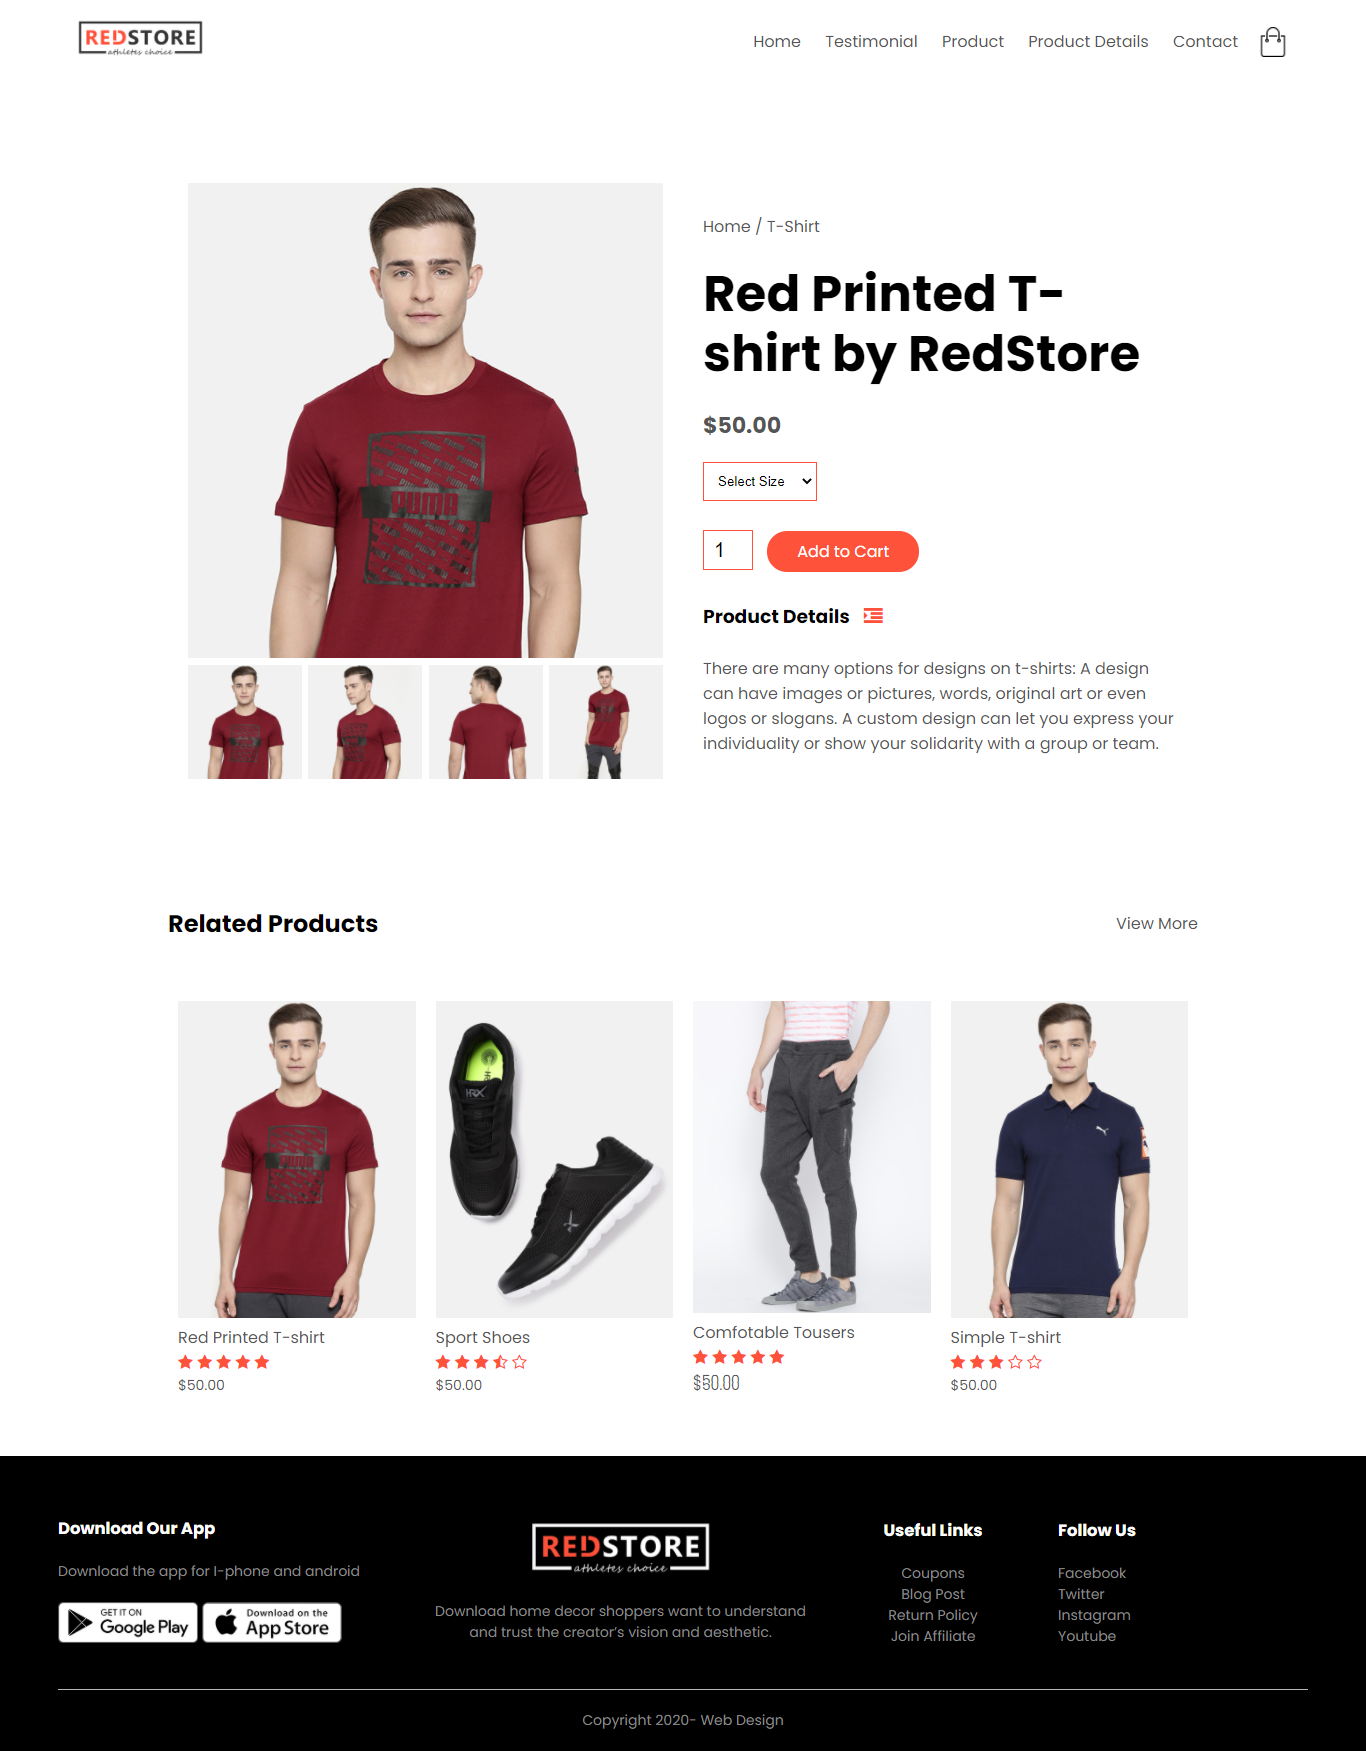 REDSTORE
athletes choice
Home Testimonial Product Product Details Contact
Home / T-Shirt
Red Printed T-
shirt by RedStore
$50.00
Select Size
1 Add to Cart
PUMA
Product Details
There are many options for designs on t-shirts: A design
can have images or pictures, words, original art or even
logos or slogans. A custom design can let you express your
individuality or show your solidarity with a group or team.
Related Products View More
HRX
Red Printed T-shirt
$50.00
Sport Shoes
$50.00
Comfotable Tousers
$50.00
Simple T-shirt
$50.00
Download Our App
Download the app for I-phone and android
GET IT ON
Google Play
Download on the
App Store
REDSTORE
athletes choice
Download home decor shoppers want to understand
and trust the creator’s vision and aesthetic.
Useful Links
Coupons
Blog Post
Return Policy
Join Affiliate
Follow Us
Facebook
Twitter
Instagram
Youtube
Copyright 2020- Web Design